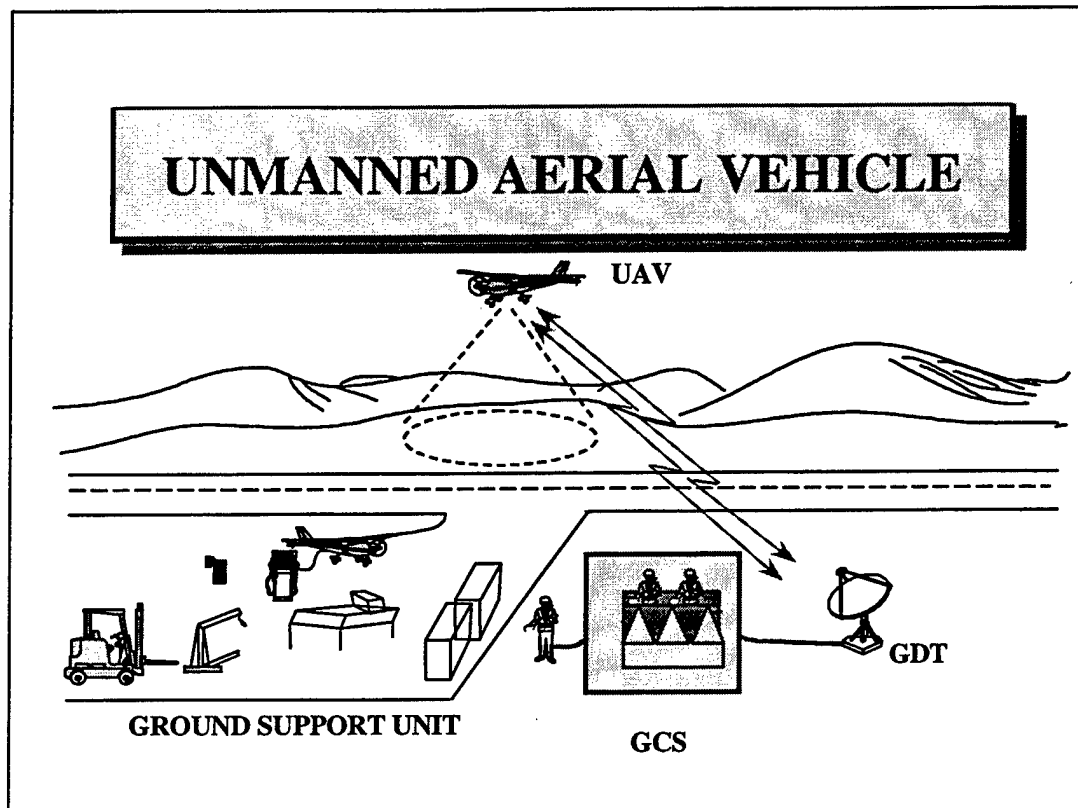 UNMANNED AERIAL VEHICLE
UAV
GDT
GROUND SUPPORT UNIT
GCS